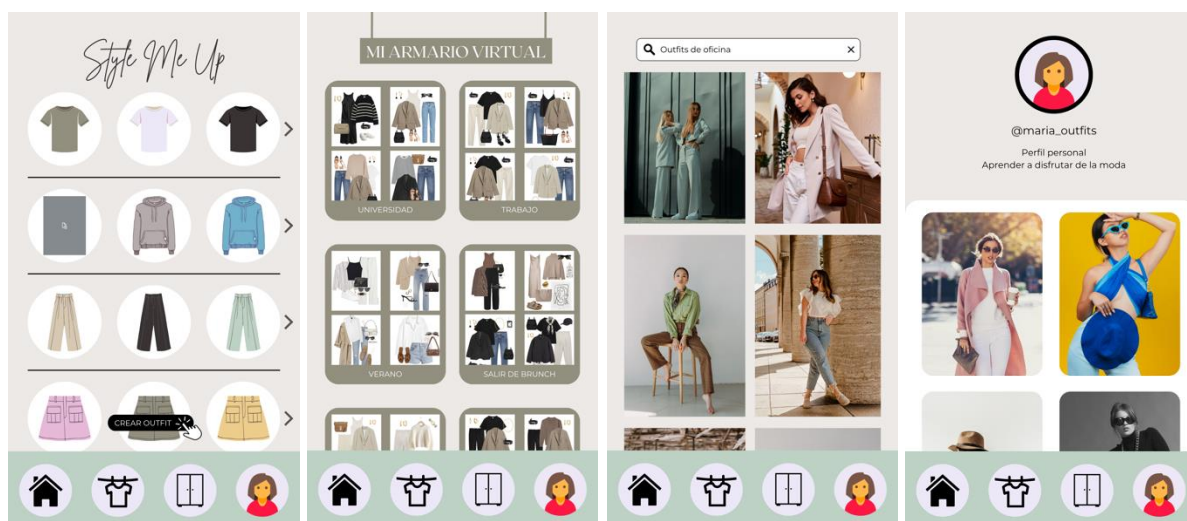 Style Me Up
CREAR OUTFIT
MI ARMARIO VIRTUAL
UNIVERSIDAD
TRABAJO
VERANO
SALIR DE BRUNCH
Outfits de oficina
@maria_outfits
Perfil personal
Aprender a disfrutar de la moda